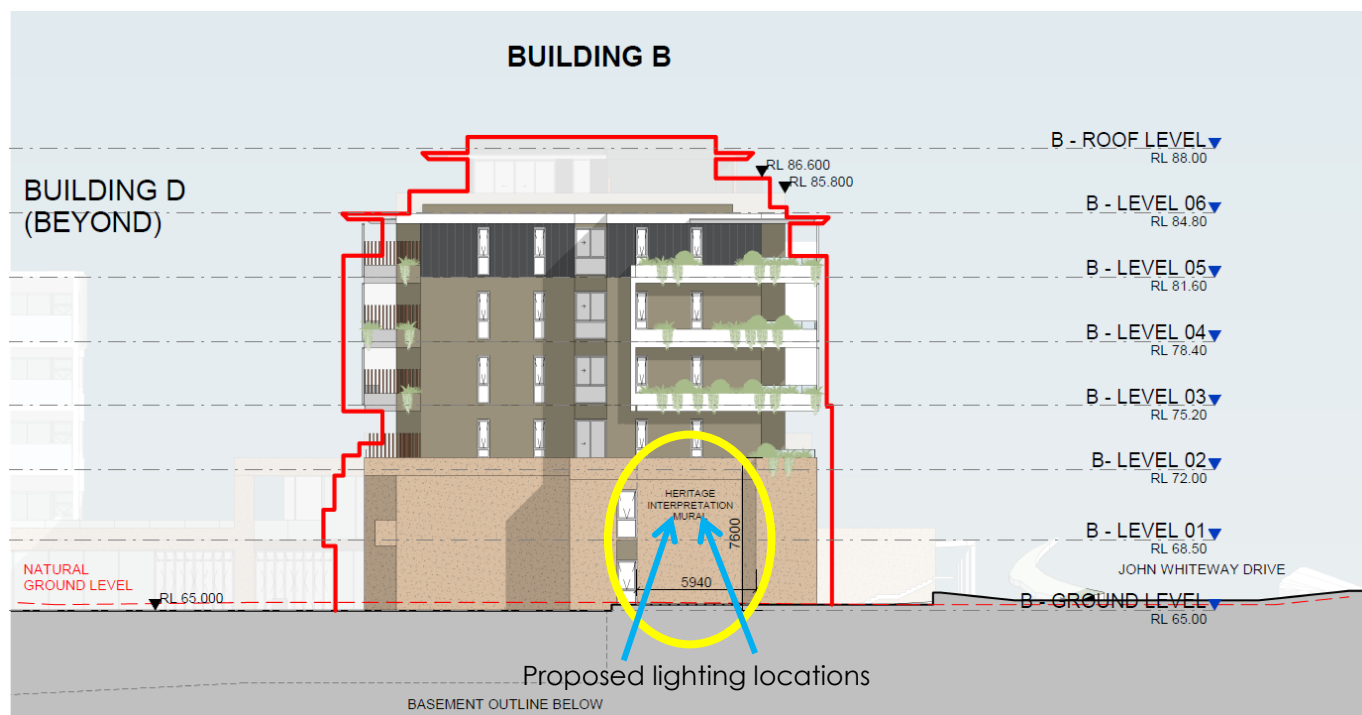 BUILDING B
BUILDING D
(BEYOND)
B - ROOF LEVEL
RL 88.00
RL 86.600
RL 85.800
B - LEVEL 06
RL 84.80
B - LEVEL 05
RL 81.60
B - LEVEL 04
RL 78.40
B - LEVEL 03
RL 75.20
B- LEVEL 02
RL 72.00
HERITAGE
INTERPRETATION
MURAL
7600
B - LEVEL 01
RL 68.50
JOHN WHITEWAY DRIVE
NATURAL
GROUND LEVEL
5940
RL 65.000
B - GROUND LEVEL
RL 65.00
Proposed lighting locations
BASEMENT OUTLINE BELOW